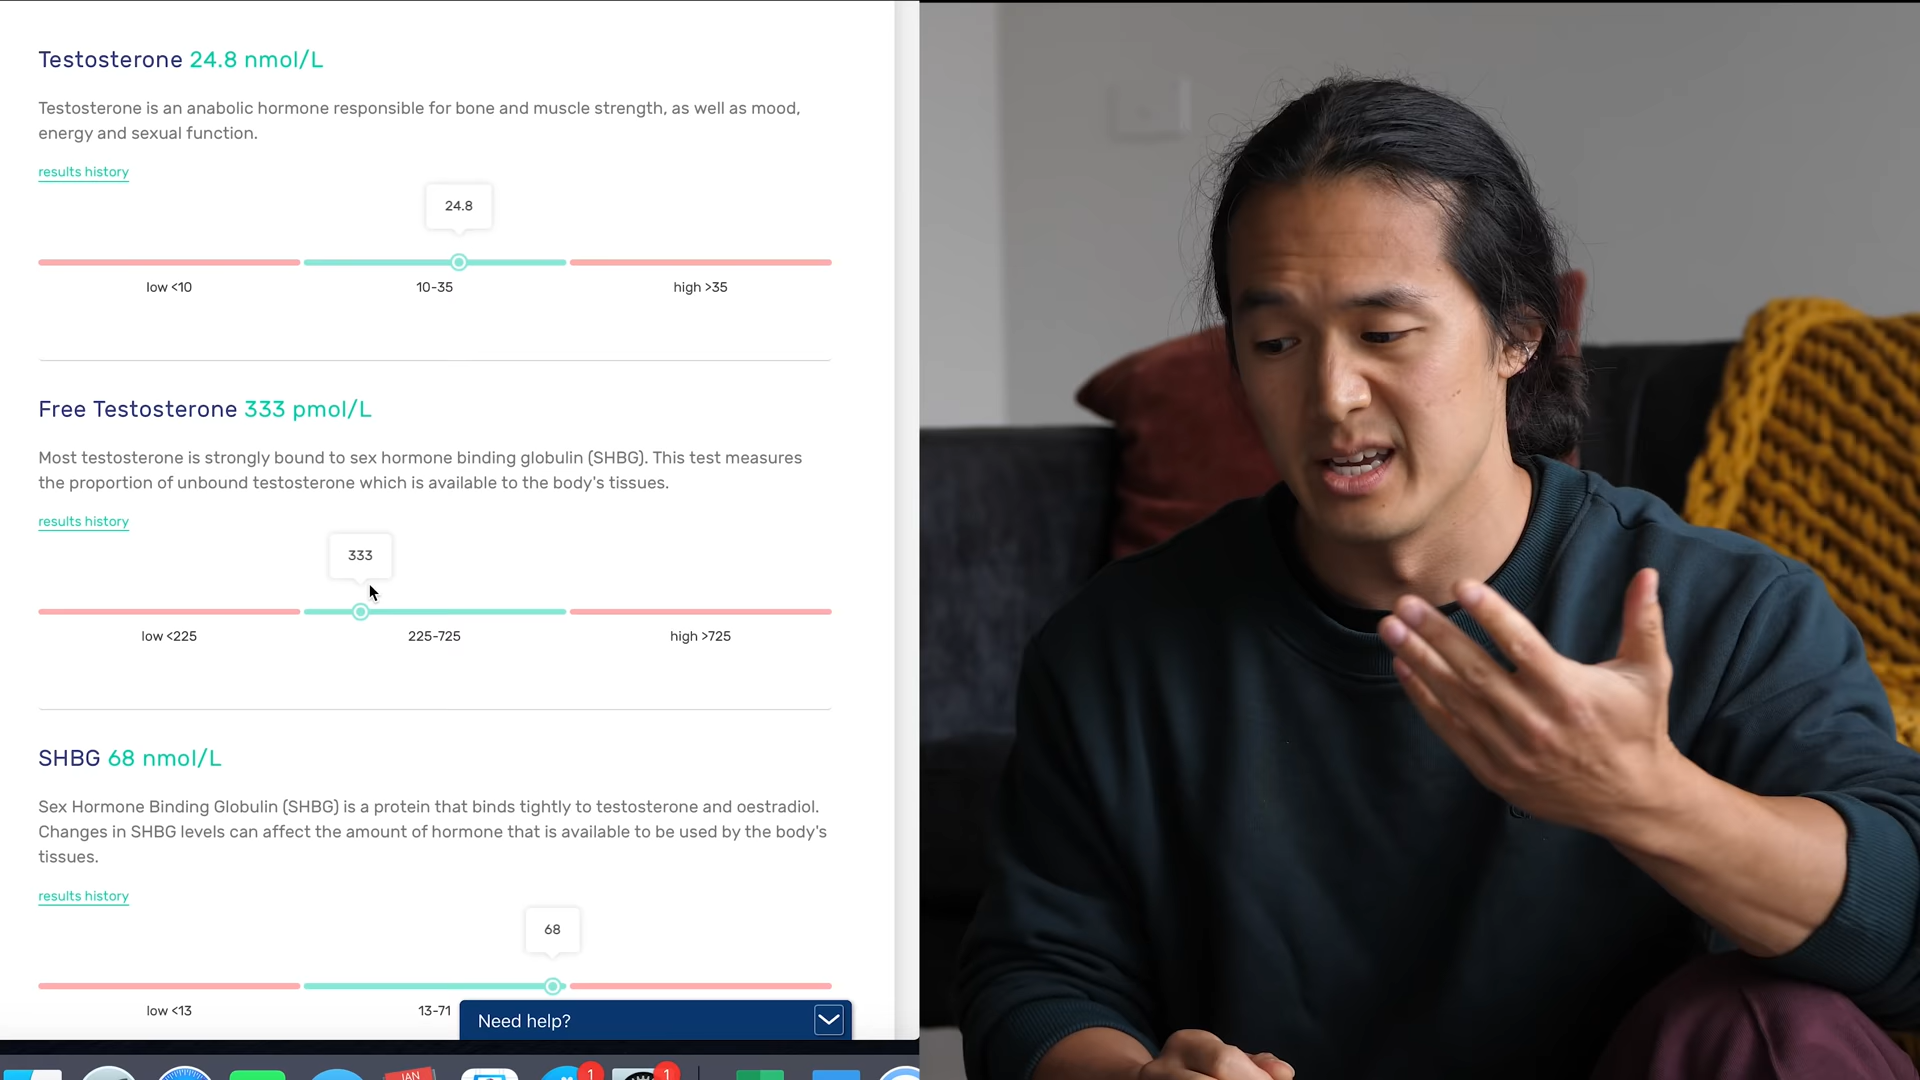 Testosterone 24.8 nmol/L
Testosterone is an anabolic hormone responsible for bone and muscle strength, as well as mood,
energy and sexual function.
results history
24.8
low <10
10-35
high >35
Free Testosterone 333 pmol/L
Most testosterone is strongly bound to sex hormone binding globulin (SHBG). This test measures
the proportion of unbound testosterone which is available to the body's tissues.
results history
333
low <225
225-725
high >725
SHBG 68 nmol/L
Sex Hormone Binding Globulin (SHBG) is a protein that binds tightly to testosterone and oestradiol.
Changes in SHBG levels can affect the amount of hormone that is available to be used by the body's
tissues.
results history
68
low <13
13-71
Need help?
JAN
1
1